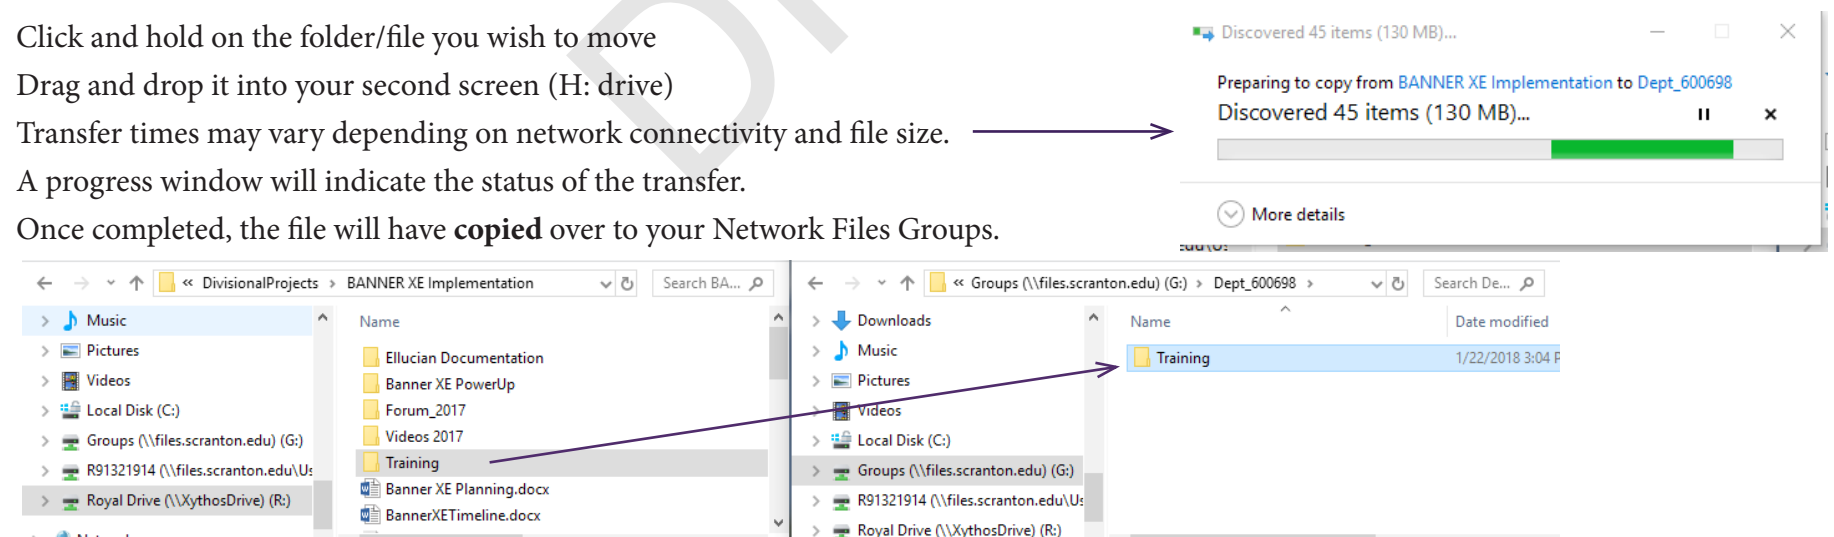 Click and hold on the folder/file you wish to move
Drag and drop it into your second screen (H: drive)
Transfer times may vary depending on network connectivity and file size.
A progress window will indicate the status of the transfer.
Once completed, the file will have copied over to your Network Files Groups.
Discovered 45 items (130 MB)...
Preparing to copy from BANNER XE Implementation to Dept_600698
Discovered 45 items (130 MB)...
More details
« DivisionalProjects > BANNER XE Implementation
Search BA...
Music
Pictures
Videos
Local Disk (C:)
Groups (\\files.scranton.edu) (G:)
R91321914 (\\files.scranton.edu\Us
Royal Drive (\\XythosDrive) (R:)
Name
Ellucian Documentation
Banner XE PowerUp
Forum_2017
Videos 2017
Training
Banner XE Planning.docx
BannerXETimeline.docx
« Groups (\\files.scranton.edu) (G:) > Dept_600698 >
Search De...
Downloads
Music
Pictures
Videos
Local Disk (C:)
Groups (\\files.scranton.edu) (G:)
R91321914 (\\files.scranton.edu\Us
Royal Drive (\\XythosDrive) (R:)
Name Date modified
Training 1/22/2018 3:04 P